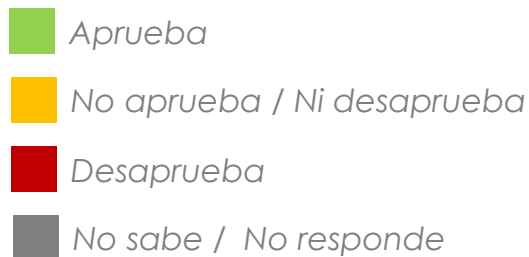 Aprueba
No aprueba / Ni desaprueba
Desaprueba
No sabe /  No responde